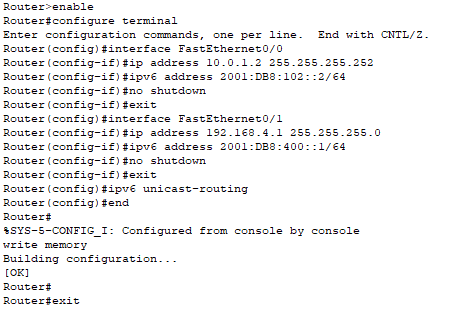 Router>enable
Router#configure terminal
Enter configuration commands, one per line.  End with CNTL/Z.
Router(config)#interface FastEthernet0/0
Router(config-if)#ip address 10.0.1.2 255.255.255.252
Router(config-if)#ipv6 address 2001:DB8:102::2/64
Router(config-if)#no shutdown
Router(config-if)#exit
Router(config)#interface FastEthernet0/1
Router(config-if)#ip address 192.168.4.1 255.255.255.0
Router(config-if)#ipv6 address 2001:DB8:400::1/64
Router(config-if)#no shutdown
Router(config-if)#exit
Router(config)#ipv6 unicast-routing
Router(config)#end
Router#
%SYS-5-CONFIG_I: Configured from console by console
write memory
Building configuration...
[OK]
Router#
Router#exit